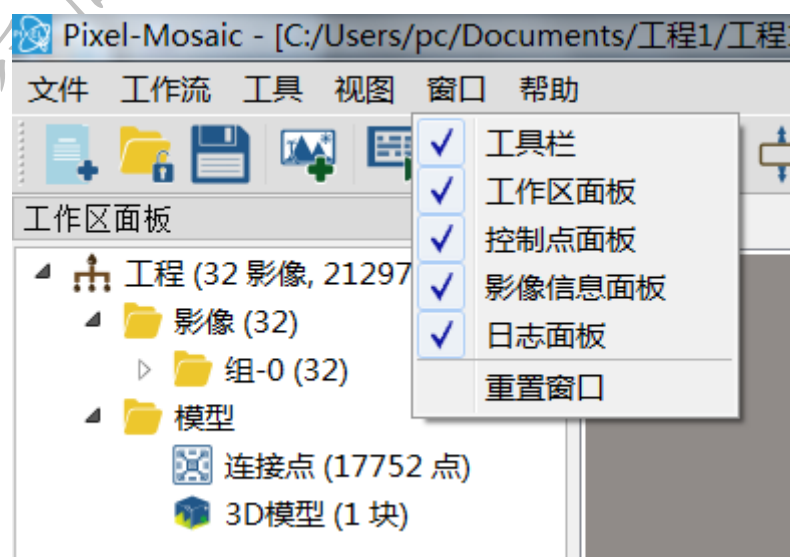 Pixel-Mosaic - [C:/Users/pc/Documents/工程1/工程
文件 工作流 工具 视图 窗口 帮助
工具栏
工作区面板
控制点面板
影像信息面板
日志面板
重置窗口
工作区面板
工程 (32 影像, 21297
影像 (32)
组-0 (32)
模型
连接点 (17752 点)
3D模型 (1 块)